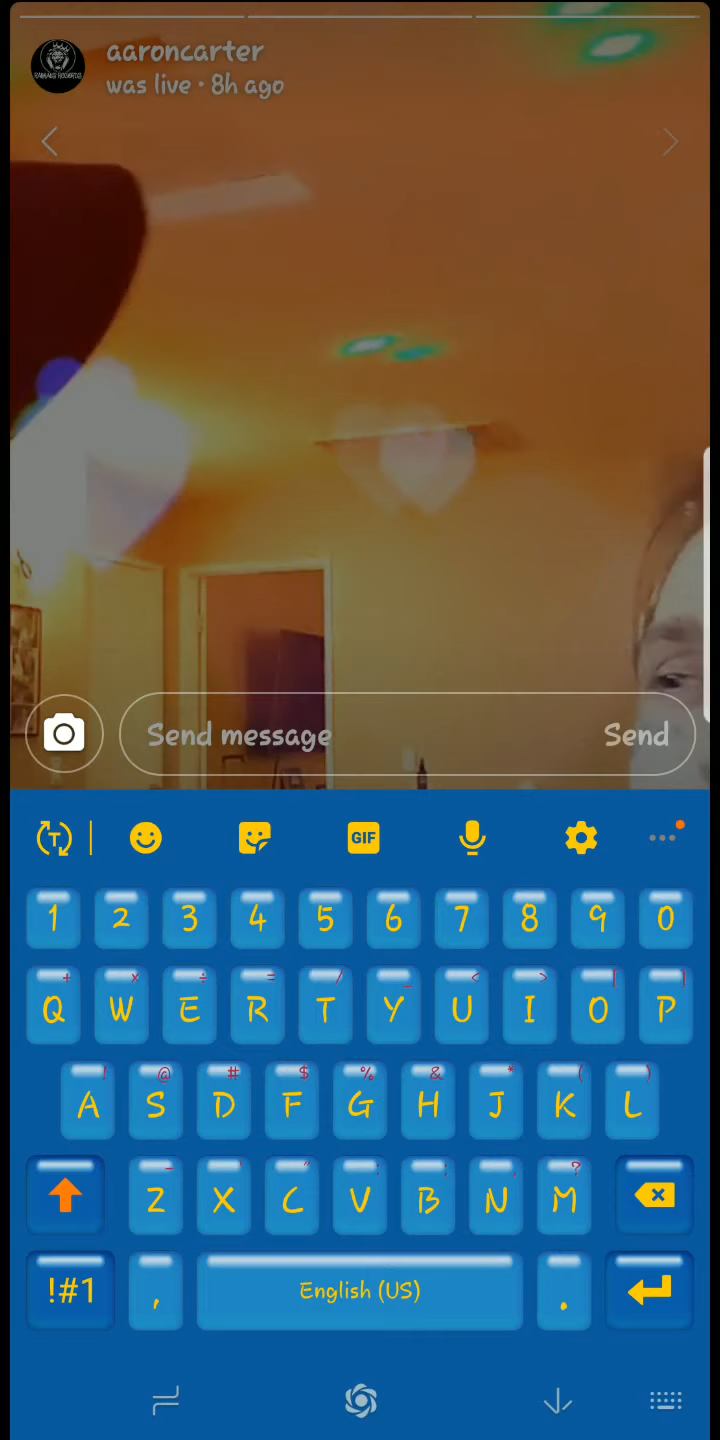 aaroncarter
was live • 8h ago
Send message
Send
T
GIF
1 2 3 4 5 6 7 8 9 0
+ × ÷ = / _ < > [ ]
Q W E R T Y U I O P
! @ # $ % & * ( )
A S D F G H J K L
- ' " : ; , ?
Z X C V B N M
!#1 , English (US) .